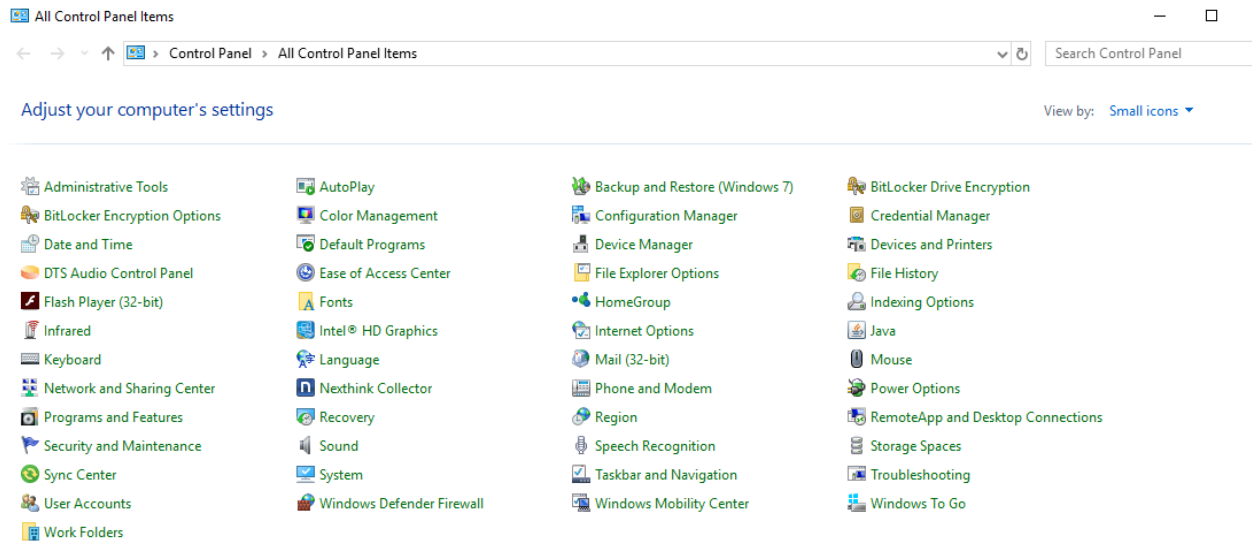 All Control Panel Items
Control Panel > All Control Panel Items Search Control Panel
Adjust your computer's settings View by: Small icons
Administrative Tools AutoPlay Backup and Restore (Windows 7) BitLocker Drive Encryption
BitLocker Encryption Options Color Management Configuration Manager Credential Manager
Date and Time Default Programs Device Manager Devices and Printers
DTS Audio Control Panel Ease of Access Center File Explorer Options File History
Flash Player (32-bit) Fonts HomeGroup Indexing Options
Infrared Intel® HD Graphics Internet Options Java
Keyboard Language Mail (32-bit) Mouse
Network and Sharing Center Nexthink Collector Phone and Modem Power Options
Programs and Features Recovery Region RemoteApp and Desktop Connections
Security and Maintenance Sound Speech Recognition Storage Spaces
Sync Center System Taskbar and Navigation Troubleshooting
User Accounts Windows Defender Firewall Windows Mobility Center Windows To Go
Work Folders